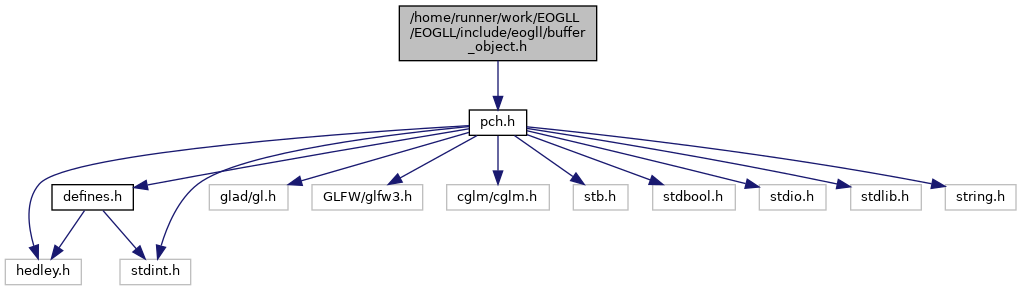 /home/runner/work/EOGLL
/EOGLL/include/eogll/buffer
_object.h
pch.h
defines.h
glad/gl.h
GLFW/glfw3.h
cglm/cglm.h
stb.h
stdbool.h
stdio.h
stdlib.h
string.h
hedley.h
stdint.h